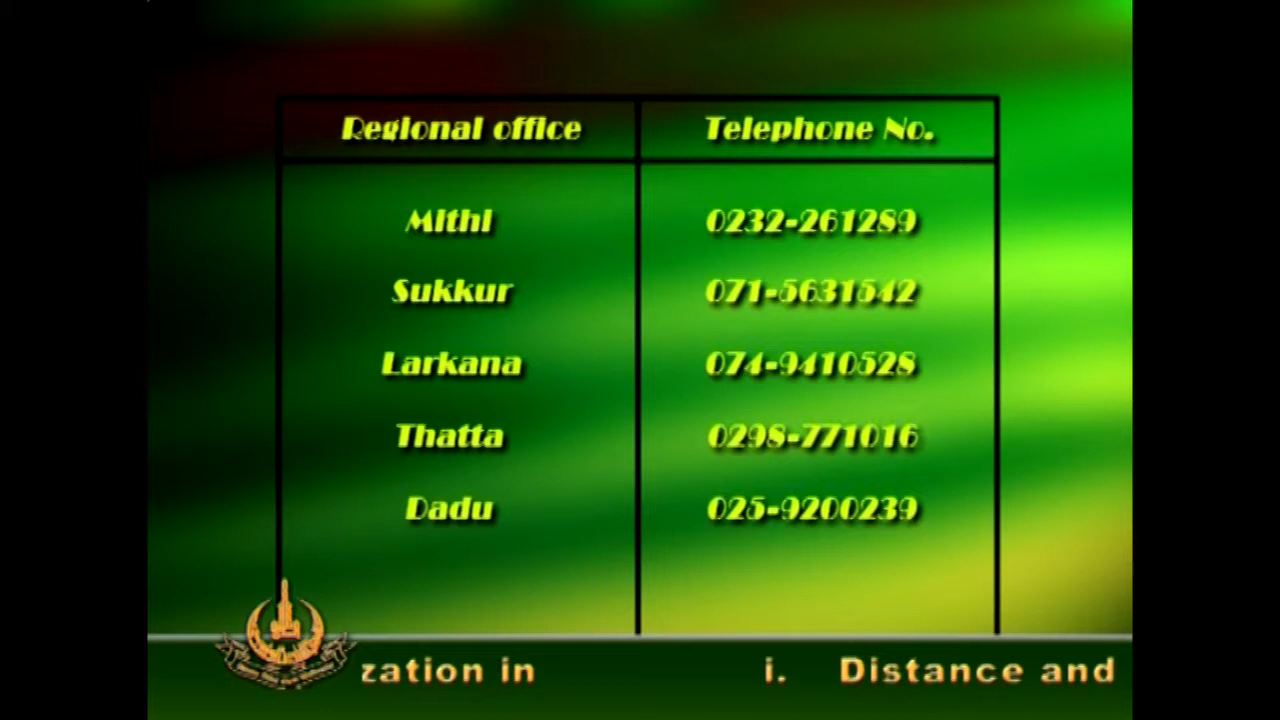 Regional office Telephone No.
Mithi 0232-261289
Sukkur 071-5631542
Larkana 074-9410528
Thatta 0298-771016
Dadu 025-9200239
zation in i. Distance and